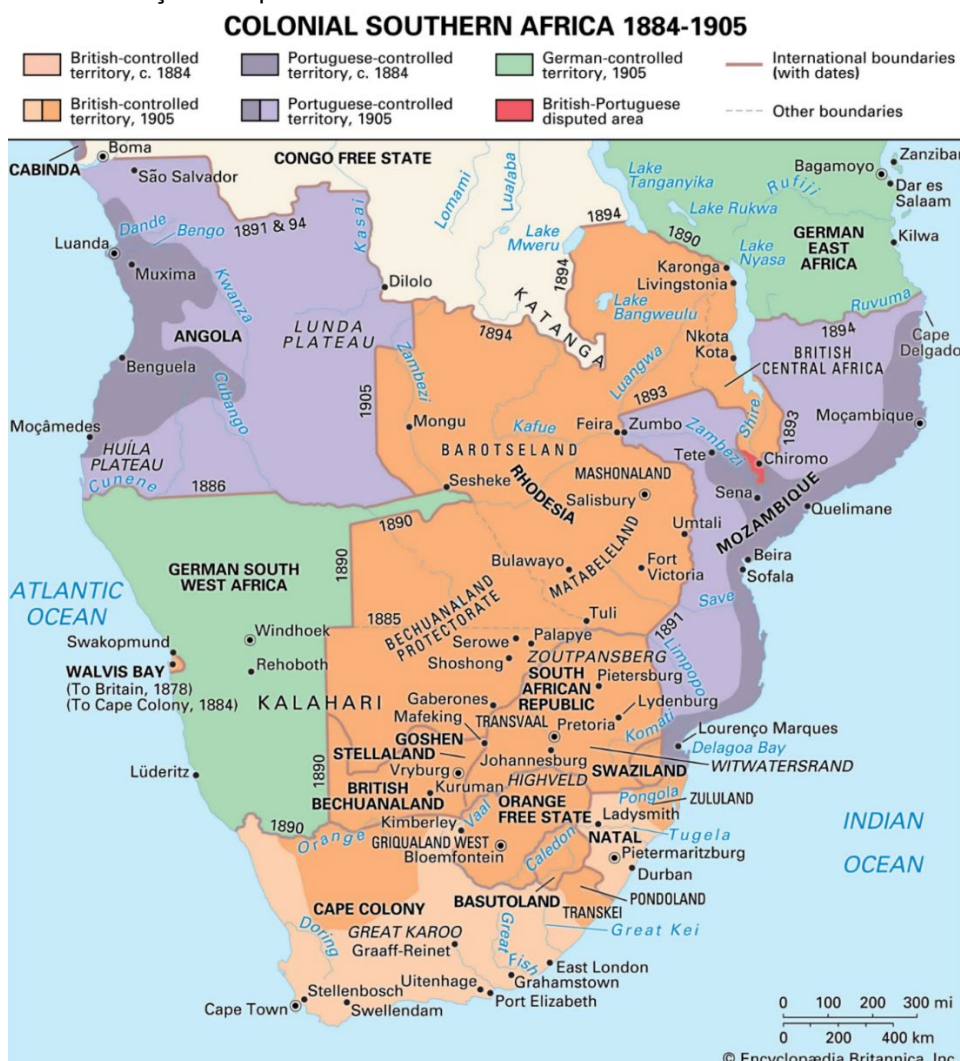 COLONIAL SOUTHERN AFRICA 1884-1905
British-controlled
territory, c. 1884
Portuguese-controlled
territory, c. 1884
German-controlled
territory, 1905
International boundaries
(with dates)
British-controlled
territory, 1905
Portuguese-controlled
territory, 1905
British-Portuguese
disputed area
Other boundaries
Boma
CABINDA
São Salvador
CONGO FREE STATE
Lomami
Lualaba
Kasai
Lake
Tanganyika
Rufiji
Bagamoyo
Zanzibar
Dar es
Salaam
Lake Rukwa
Kilwa
GERMAN
EAST
AFRICA
Dande
Bengo
1891 & 94
Luanda
Muxima
Kwanza
Lake
Mweru
1894
1894
1890
Lake
Nyasa
Karonga
Livingstonia
Dilolo
KATANGA
Lake
Bangweulu
Ruvuma
1894
Cape
Delgado
ANGOLA
LUNDA
PLATEAU
1894
Nkota
Kota
BRITISH
CENTRAL AFRICA
Benguela
Zambezi
Luangwa
Cubango
1905
1893
Shire
1893
Moçambique
Moçâmedes
Mongu
Kafue
Feira
Zumbo
Zambezi
HUÍLA
PLATEAU
BAROTSELAND
Tete
Chiromo
Cunene
1886
Sesheke
RHODESIA
MASHONALAND
Salisbury
Sena
MOZAMBIQUE
Quelimane
1890
1890
Umtali
GERMAN SOUTH
WEST AFRICA
Bulawayo
MATABELELAND
Fort
Victoria
Beira
Sofala
ATLANTIC
OCEAN
1885
BECHUANALAND
PROTECTORATE
Tuli
Save
1891
Swakopmund
Windhoek
Serowe
Palapye
Limpopo
WALVIS BAY
(To Britain, 1878)
(To Cape Colony, 1884)
Rehoboth
Shoshong
ZOUTPANSBERG
SOUTH
AFRICAN
REPUBLIC
Pietersburg
KALAHARI
Gaberones
Mafeking
TRANSVAAL
Pretoria
Lydenburg
Komati
Lourenço Marques
Delagoa Bay
GOSHEN
STELLALAND
Johannesburg
WITWATERSRAND
Lüderitz
1890
Vryburg
HIGHVELD
SWAZILAND
BRITISH
BECHUANALAND
Kuruman
ORANGE
FREE STATE
Pongola
ZULULAND
1890
Orange
Kimberley
Vaal
Ladysmith
GRIQUALAND WEST
Bloemfontein
Caledon
NATAL
Tugela
Pietermaritzburg
Durban
INDIAN
OCEAN
CAPE COLONY
BASUTOLAND
PONDOLAND
TRANSKEI
Doring
GREAT KAROO
Graaff-Reinet
Great
Fish
Great Kei
East London
Uitenhage
Grahamstown
Port Elizabeth
Stellenbosch
Cape Town
Swellendam
0 100 200 300 mi
0 200 400 km
© Encyclopædia Britannica, Inc.